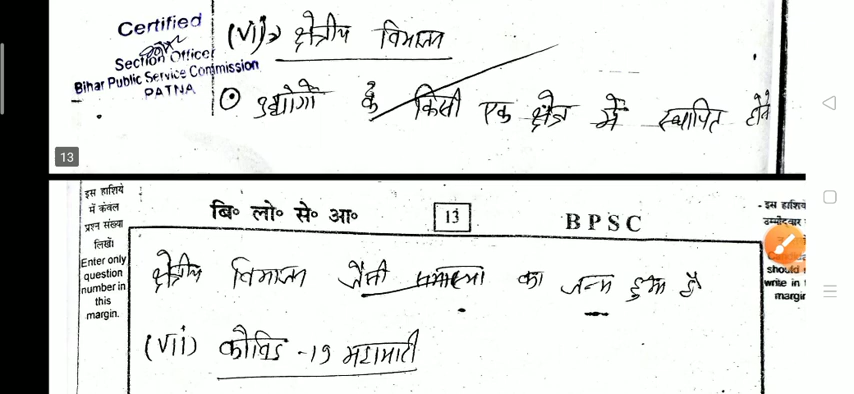 Certified
Section Officer
Bihar Public Service Commission
PATNA
(vi) क्षेत्रीय विभाजन
उद्योगों के किसी एक क्षेत्र में स्थापित होने
13
इस हाशिये
में केवल
प्रश्न संख्या
लिखें।
Enter only
question
number in
this
margin.
बि० लो० से० आ०
13
BPSC
इस हाशिये
उम्मीदवार
should
write in
margin
क्षेत्रीय विभाजन जैसी समस्या का जन्म हुआ है
(vii) कोविड -19 महामारी